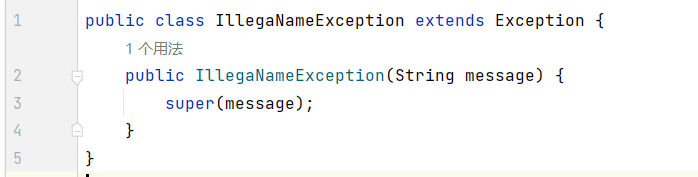 1 public class IllegaNameException extends Exception {
1 个用法
2 public IllegaNameException(String message) {
3 super(message);
4 }
5 }